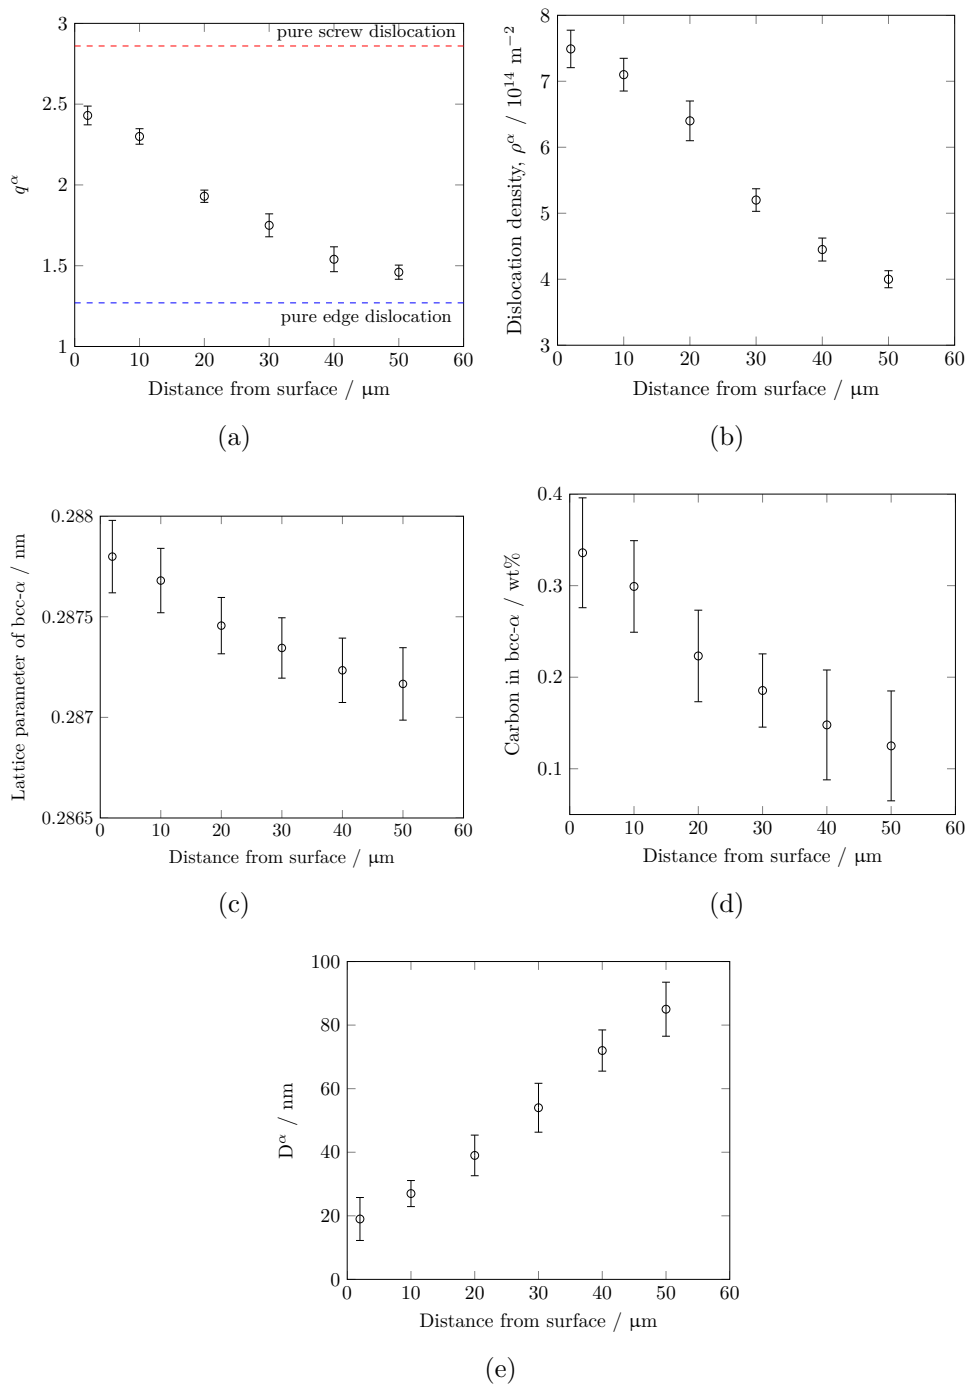 3
2.5
2
1.5
1
q^α
pure screw dislocation
pure edge dislocation
0 10 20 30 40 50 60
Distance from surface / μm
(a)
8
7
6
5
4
3
Dislocation density, ρ^α / 10^14 m^−2
0 10 20 30 40 50 60
Distance from surface / μm
(b)
0.288
0.2875
0.287
0.2865
Lattice parameter of bcc-α / nm
0 10 20 30 40 50 60
Distance from surface / μm
(c)
0.4
0.3
0.2
0.1
Carbon in bcc-α / wt%
0 10 20 30 40 50 60
Distance from surface / μm
(d)
100
80
60
40
20
0
D^α / nm
0 10 20 30 40 50 60
Distance from surface / μm
(e)